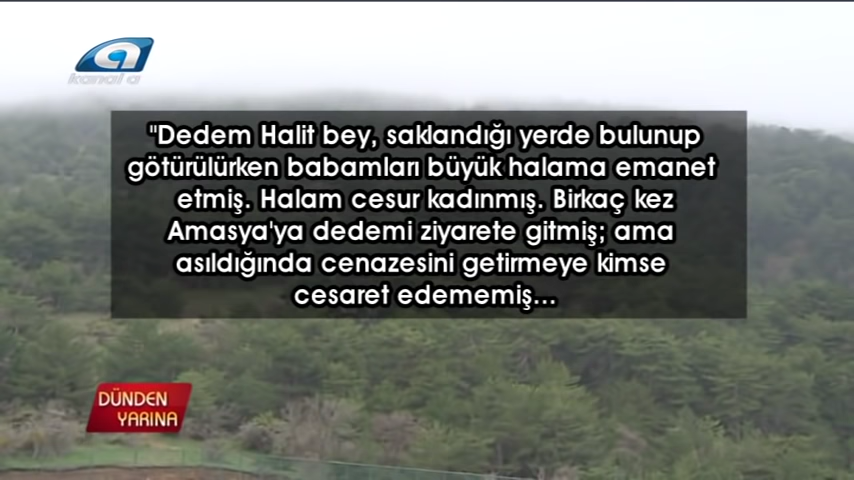 kanal a
"Dedem Halit bey, saklandığı yerde bulunup
götürülürken babamları büyük halama emanet
etmiş. Halam cesur kadınmış. Birkaç kez
Amasya'ya dedemi ziyarete gitmiş; ama
asıldığında cenazesini getirmeye kimse
cesaret edememiş...
DÜNDEN
YARINA